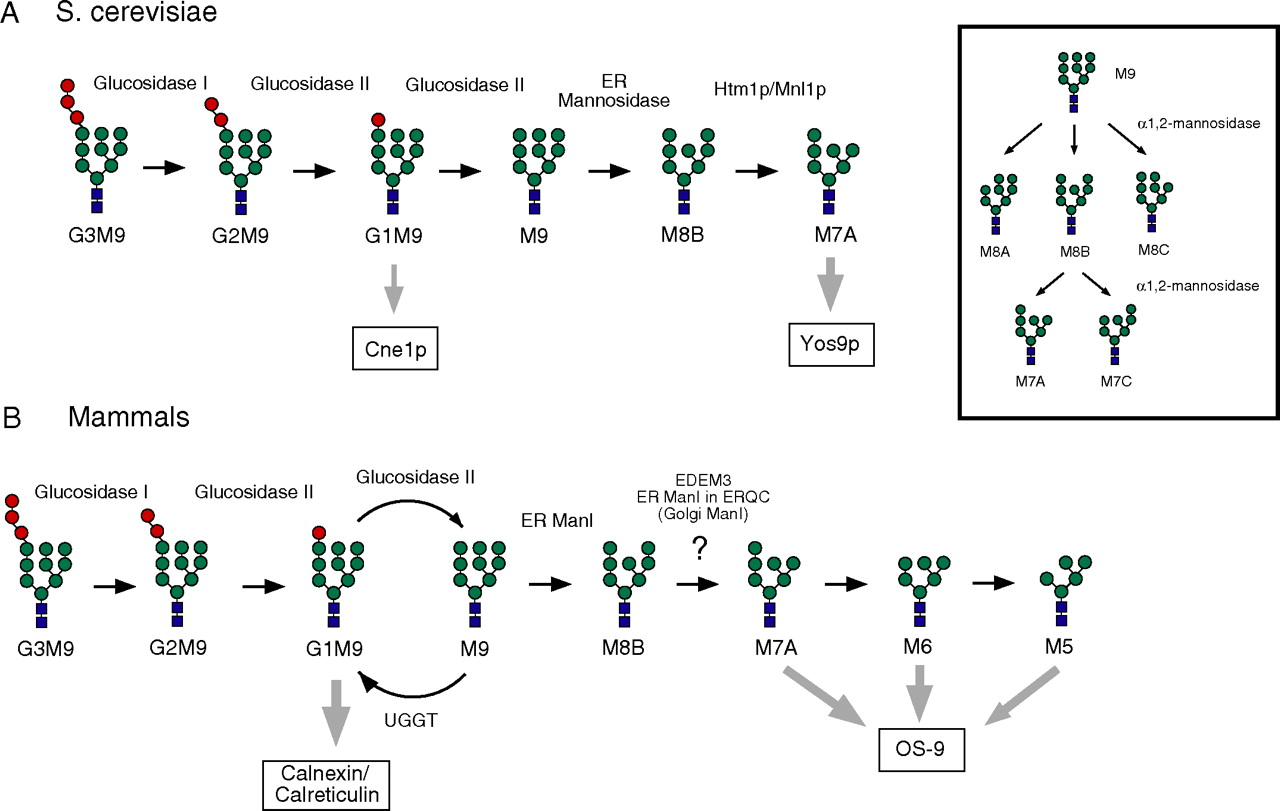 A S. cerevisiae
Glucosidase I
Glucosidase II
Glucosidase II
ER
Mannosidase
Htm1p/Mnl1p
G3M9
G2M9
G1M9
M9
M8B
M7A
Cne1p
Yos9p
M9
α1,2-mannosidase
M8A
M8B
M8C
α1,2-mannosidase
M7A
M7C
B Mammals
Glucosidase I
Glucosidase II
Glucosidase II
ER ManI
EDEM3
ER ManI in ERQC
(Golgi ManI)
?
G3M9
G2M9
G1M9
M9
M8B
M7A
M6
M5
UGGT
Calnexin/
Calreticulin
OS-9